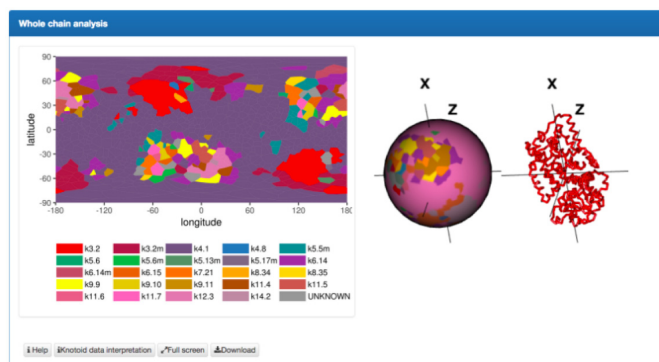 Whole chain analysis
90
60
30
0
-30
-60
-90
latitude
-180 -120 -60 0 60 120 180
longitude
X
Z
X
Z
k3.2 k3.2m k4.1 k4.8 k5.5m
k5.6 k5.6m k5.13m k5.17m k6.14
k6.14m k6.15 k7.21 k8.34 k8.35
k9.9 k9.10 k9.11 k11.4 k11.5
k11.6 k11.7 k12.3 k14.2 UNKNOWN
i Help iKnotoid data interpretation Full screen Download